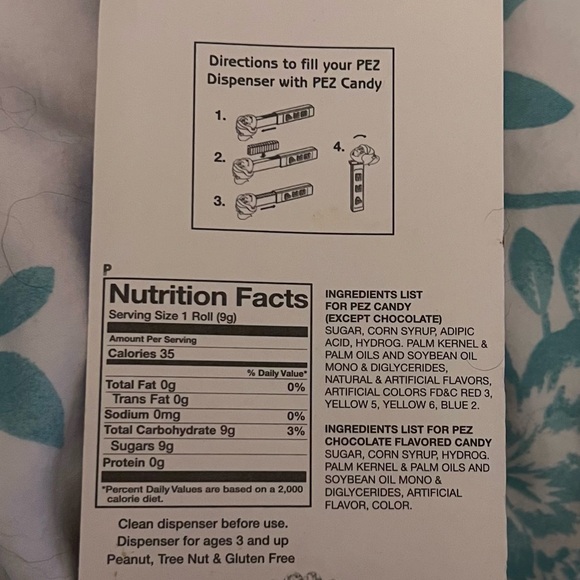 Directions to fill your PEZ
Dispenser with PEZ Candy
1.
2.
3.
4.
P
Nutrition Facts
Serving Size 1 Roll (9g)
Amount Per Serving
Calories 35
% Daily Value*
Total Fat 0g 0%
Trans Fat 0g
Sodium 0mg 0%
Total Carbohydrate 9g 3%
Sugars 9g
Protein 0g
*Percent Daily Values are based on a 2,000
calorie diet.
INGREDIENTS LIST
FOR PEZ CANDY
(EXCEPT CHOCOLATE)
SUGAR, CORN SYRUP, ADIPIC
ACID, HYDROG. PALM KERNEL &
PALM OILS AND SOYBEAN OIL
MONO & DIGLYCERIDES,
NATURAL & ARTIFICIAL FLAVORS,
ARTIFICIAL COLORS FD&C RED 3,
YELLOW 5, YELLOW 6, BLUE 2.
INGREDIENTS LIST FOR PEZ
CHOCOLATE FLAVORED CANDY
SUGAR, CORN SYRUP, HYDROG.
PALM KERNEL & PALM OILS AND
SOYBEAN OIL MONO &
DIGLYCERIDES, ARTIFICIAL
FLAVOR, COLOR.
Clean dispenser before use.
Dispenser for ages 3 and up
Peanut, Tree Nut & Gluten Free